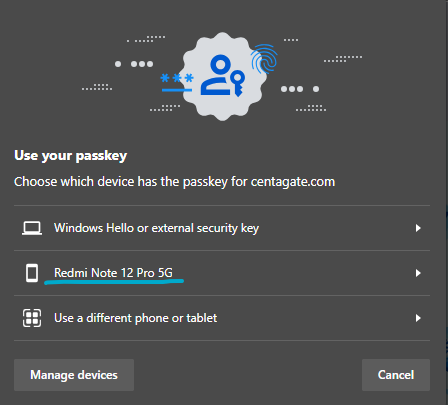 Use your passkey
Choose which device has the passkey for centagate.com
Windows Hello or external security key
Redmi Note 12 Pro 5G
Use a different phone or tablet
Manage devices
Cancel